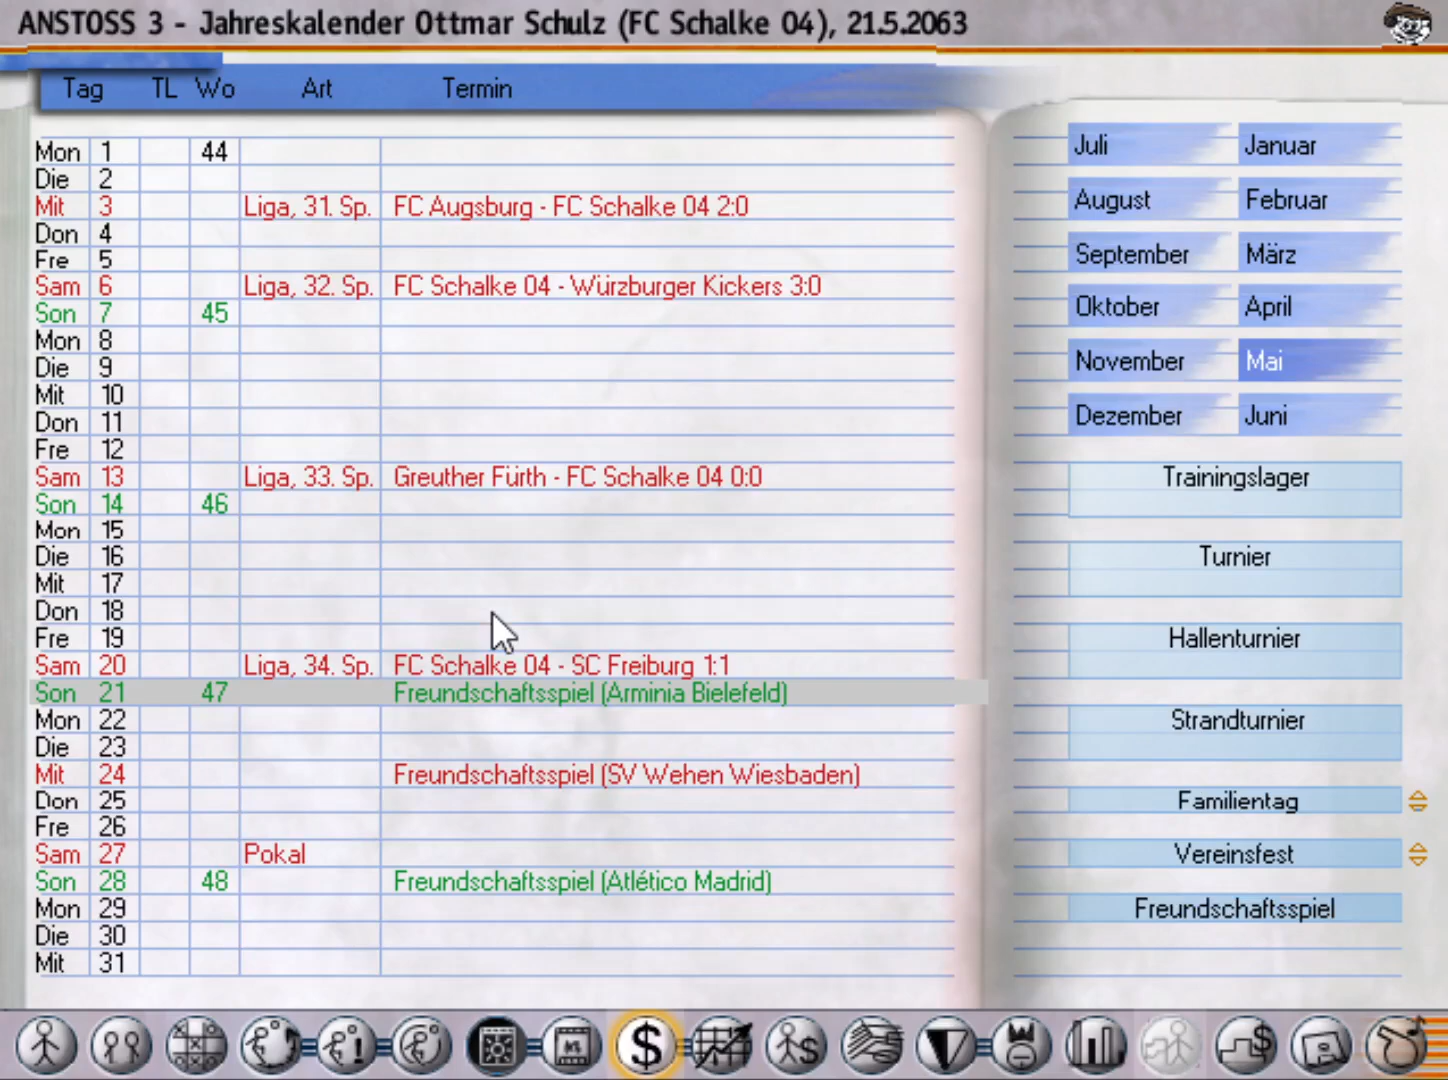 ANSTOSS 3 - Jahreskalender Ottmar Schulz (FC Schalke 04), 21.5.2063
Tag TL Wo Art Termin
Mon 1 44
Die 2
Mit 3 Liga, 31. Sp. FC Augsburg - FC Schalke 04 2:0
Don 4
Fre 5
Sam 6 Liga, 32. Sp. FC Schalke 04 - Würzburger Kickers 3:0
Son 7 45
Mon 8
Die 9
Mit 10
Don 11
Fre 12
Sam 13 Liga, 33. Sp. Greuther Fürth - FC Schalke 04 0:0
Son 14 46
Mon 15
Die 16
Mit 17
Don 18
Fre 19
Sam 20 Liga, 34. Sp. FC Schalke 04 - SC Freiburg 1:1
Son 21 47 Freundschaftsspiel (Arminia Bielefeld)
Mon 22
Die 23
Mit 24 Freundschaftsspiel (SV Wehen Wiesbaden)
Don 25
Fre 26
Sam 27 Pokal
Son 28 48 Freundschaftsspiel (Atlético Madrid)
Mon 29
Die 30
Mit 31
Juli Januar
August Februar
September März
Oktober April
November Mai
Dezember Juni
Trainingslager
Turnier
Hallenturnier
Strandturnier
Familientag
Vereinsfest
Freundschaftsspiel